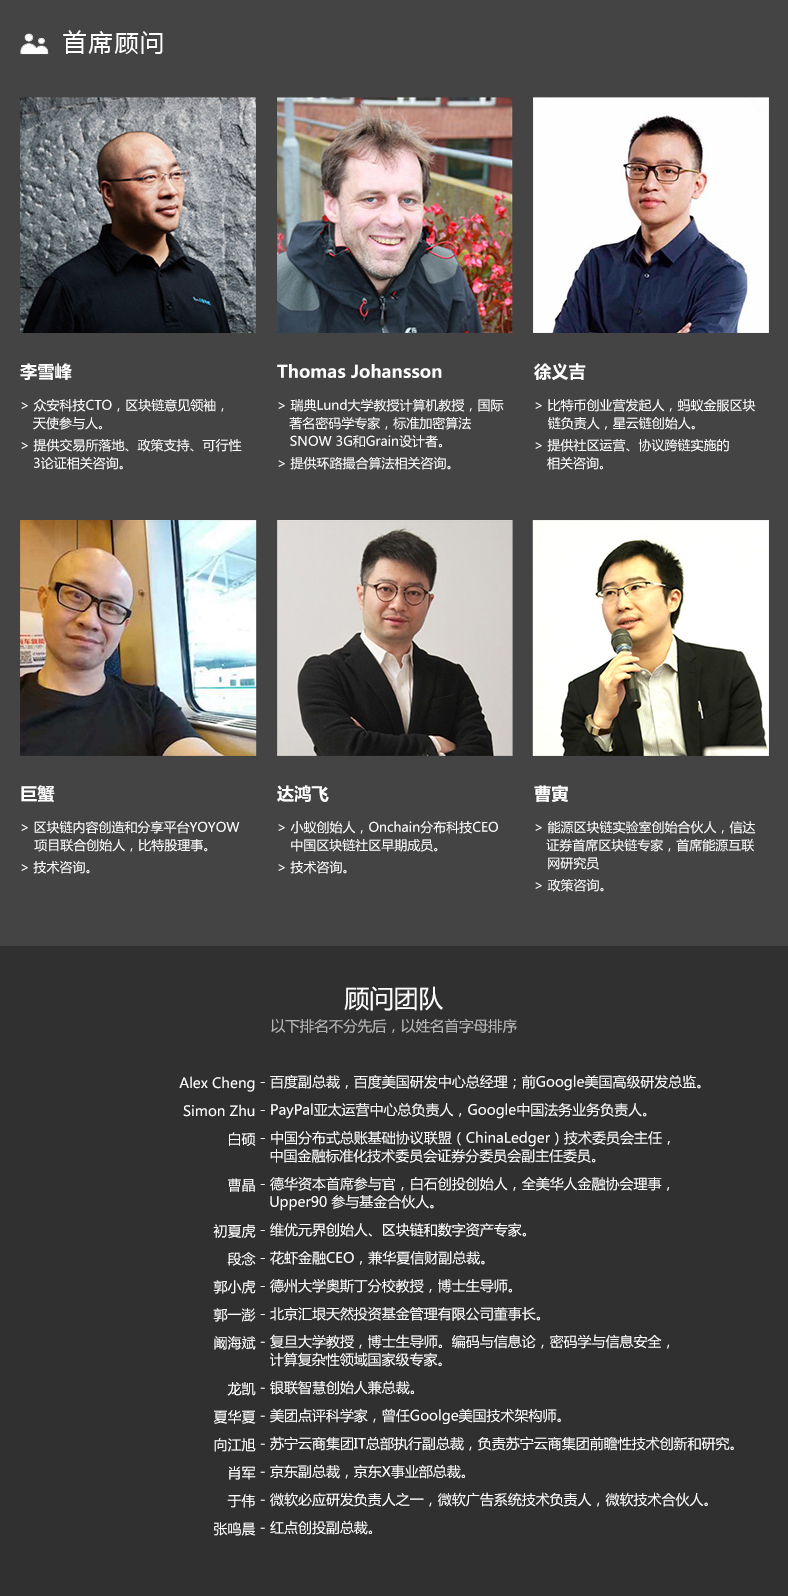 首席顾问
李雪峰
> 众安科技CTO，区块链意见领袖，
天使参与人。
> 提供交易所落地、政策支持、可行性
3论证相关咨询。
Thomas Johansson
> 瑞典Lund大学教授计算机教授，国际
著名密码学专家，标准加密算法
SNOW 3G和Grain设计者。
> 提供环路撮合算法相关咨询。
徐义吉
> 比特币创业营发起人，蚂蚁金服区块
链负责人，星云链创始人。
> 提供社区运营、协议跨链实施的
相关咨询。
巨蟹
> 区块链内容创造和分享平台YOYOW
项目联合创始人，比特股理事。
> 技术咨询。
达鸿飞
> 小蚁创始人，Onchain分布科技CEO
中国区块链社区早期成员。
> 技术咨询。
曹寅
> 能源区块链实验室创始合伙人，信达
证券首席区块链专家，首席能源互联
网研究员
> 政策咨询。
顾问团队
以下排名不分先后，以姓名首字母排序
Alex Cheng - 百度副总裁，百度美国研发中心总经理；前Google美国高级研发总监。
Simon Zhu - PayPal亚太运营中心总负责人，Google中国法务业务负责人。
白硕 - 中国分布式总账基础协议联盟（ChinaLedger）技术委员会主任，
中国金融标准化技术委员会证券分委员会副主任委员。
曹晶 - 德华资本首席参与官，白石创投创始人，全美华人金融协会理事，
Upper90 参与基金合伙人。
初夏虎 - 维优元界创始人、区块链和数字资产专家。
段念 - 花虾金融CEO，兼华夏信财副总裁。
郭小虎 - 德州大学奥斯丁分校教授，博士生导师。
郭一澎 - 北京汇垠天然投资基金管理有限公司董事长。
阚海斌 - 复旦大学教授，博士生导师。编码与信息论，密码学与信息安全，
计算复杂性领域国家级专家。
龙凯 - 银联智慧创始人兼总裁。
夏华夏 - 美团点评科学家，曾任Goolge美国技术架构师。
向江旭 - 苏宁云商集团IT总部执行副总裁，负责苏宁云商集团前瞻性技术创新和研究。
肖军 - 京东副总裁，京东X事业部总裁。
于伟 - 微软必应研发负责人之一，微软广告系统技术负责人，微软技术合伙人。
张鸣晨 - 红点创投副总裁。